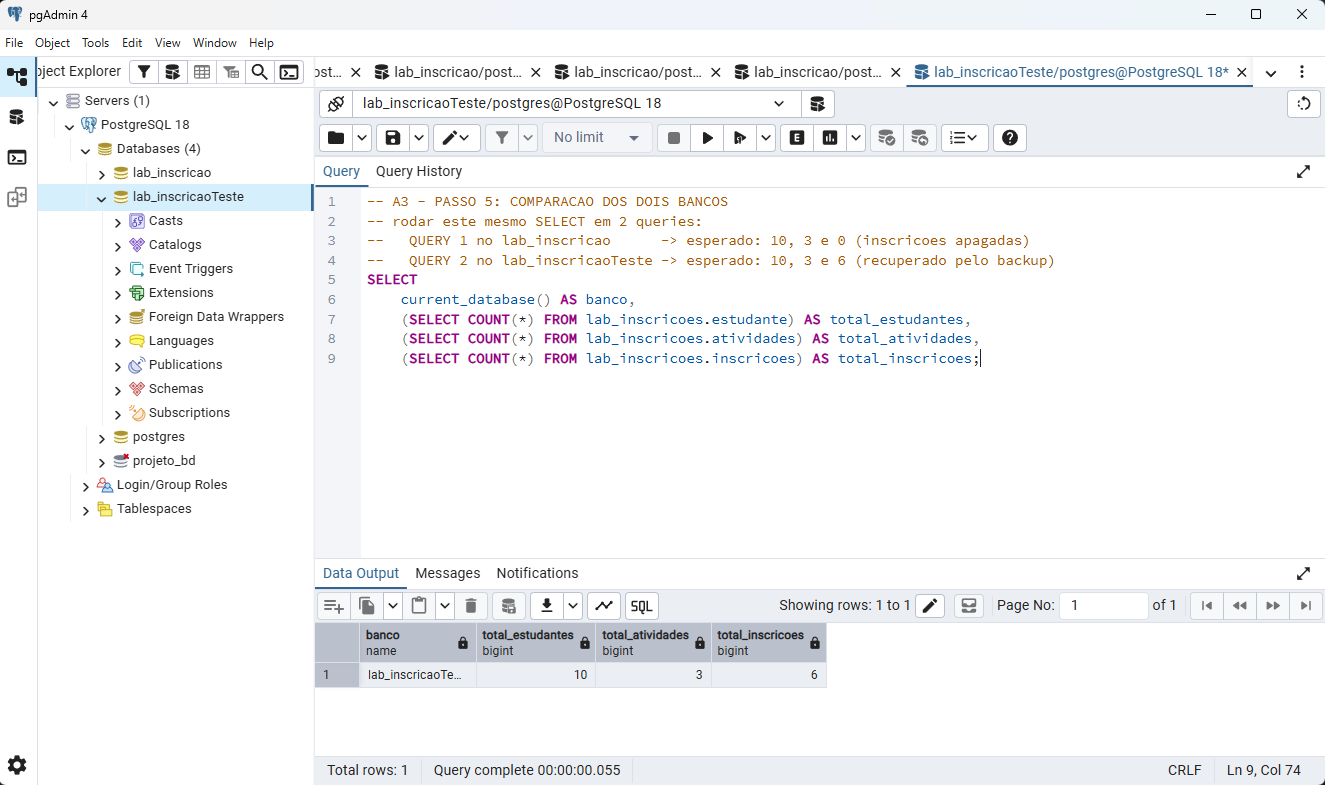 pgAdmin 4
File Object Tools Edit View Window Help
bject Explorer
ost... lab_inscricao/post... lab_inscricao/post... lab_inscricao/post... lab_inscricaoTeste/postgres@PostgreSQL 18*
Servers (1)
PostgreSQL 18
Databases (4)
lab_inscricao
lab_inscricaoTeste
Casts
Catalogs
Event Triggers
Extensions
Foreign Data Wrappers
Languages
Publications
Schemas
Subscriptions
postgres
projeto_bd
Login/Group Roles
Tablespaces
lab_inscricaoTeste/postgres@PostgreSQL 18
No limit E
Query Query History
1 -- A3 - PASSO 5: COMPARACAO DOS DOIS BANCOS
2 -- rodar este mesmo SELECT em 2 queries:
3 --   QUERY 1 no lab_inscricao      -> esperado: 10, 3 e 0 (inscricoes apagadas)
4 --   QUERY 2 no lab_inscricaoTeste -> esperado: 10, 3 e 6 (recuperado pelo backup)
5 SELECT
6     current_database() AS banco,
7     (SELECT COUNT(*) FROM lab_inscricoes.estudante) AS total_estudantes,
8     (SELECT COUNT(*) FROM lab_inscricoes.atividades) AS total_atividades,
9     (SELECT COUNT(*) FROM lab_inscricoes.inscricoes) AS total_inscricoes;
Data Output Messages Notifications
SQL Showing rows: 1 to 1 Page No: 1 of 1
banco total_estudantes total_atividades total_inscricoes
name bigint bigint bigint
1 lab_inscricaoTe... 10 3 6
Total rows: 1 Query complete 00:00:00.055 CRLF Ln 9, Col 74